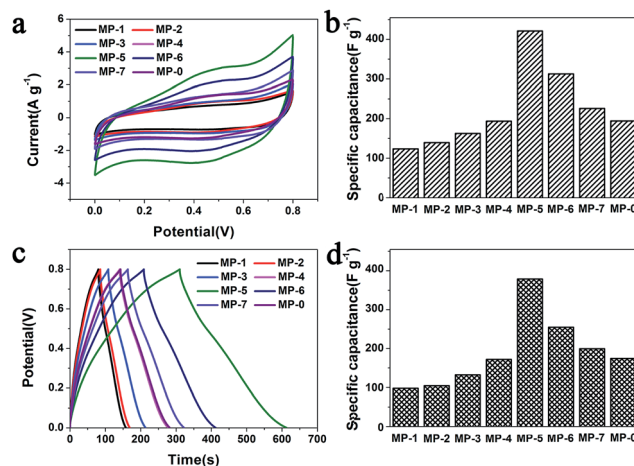 a
MP-1 MP-2
MP-3 MP-4
MP-5 MP-6
MP-7 MP-0
Current(A g⁻¹)
4
2
0
-2
-4
0.0 0.2 0.4 0.6 0.8
Potential(V)
b
Specific capacitance(F g⁻¹)
400
300
200
100
0
MP-1 MP-2 MP-3 MP-4 MP-5 MP-6 MP-7 MP-0
c
MP-1 MP-2
MP-3 MP-4
MP-5 MP-6
MP-7 MP-0
Potential(V)
0.8
0.6
0.4
0.2
0.0
0 100 200 300 400 500 600 700
Time(s)
d
Specific capacitance(F g⁻¹)
400
300
200
100
0
MP-1 MP-2 MP-3 MP-4 MP-5 MP-6 MP-7 MP-0